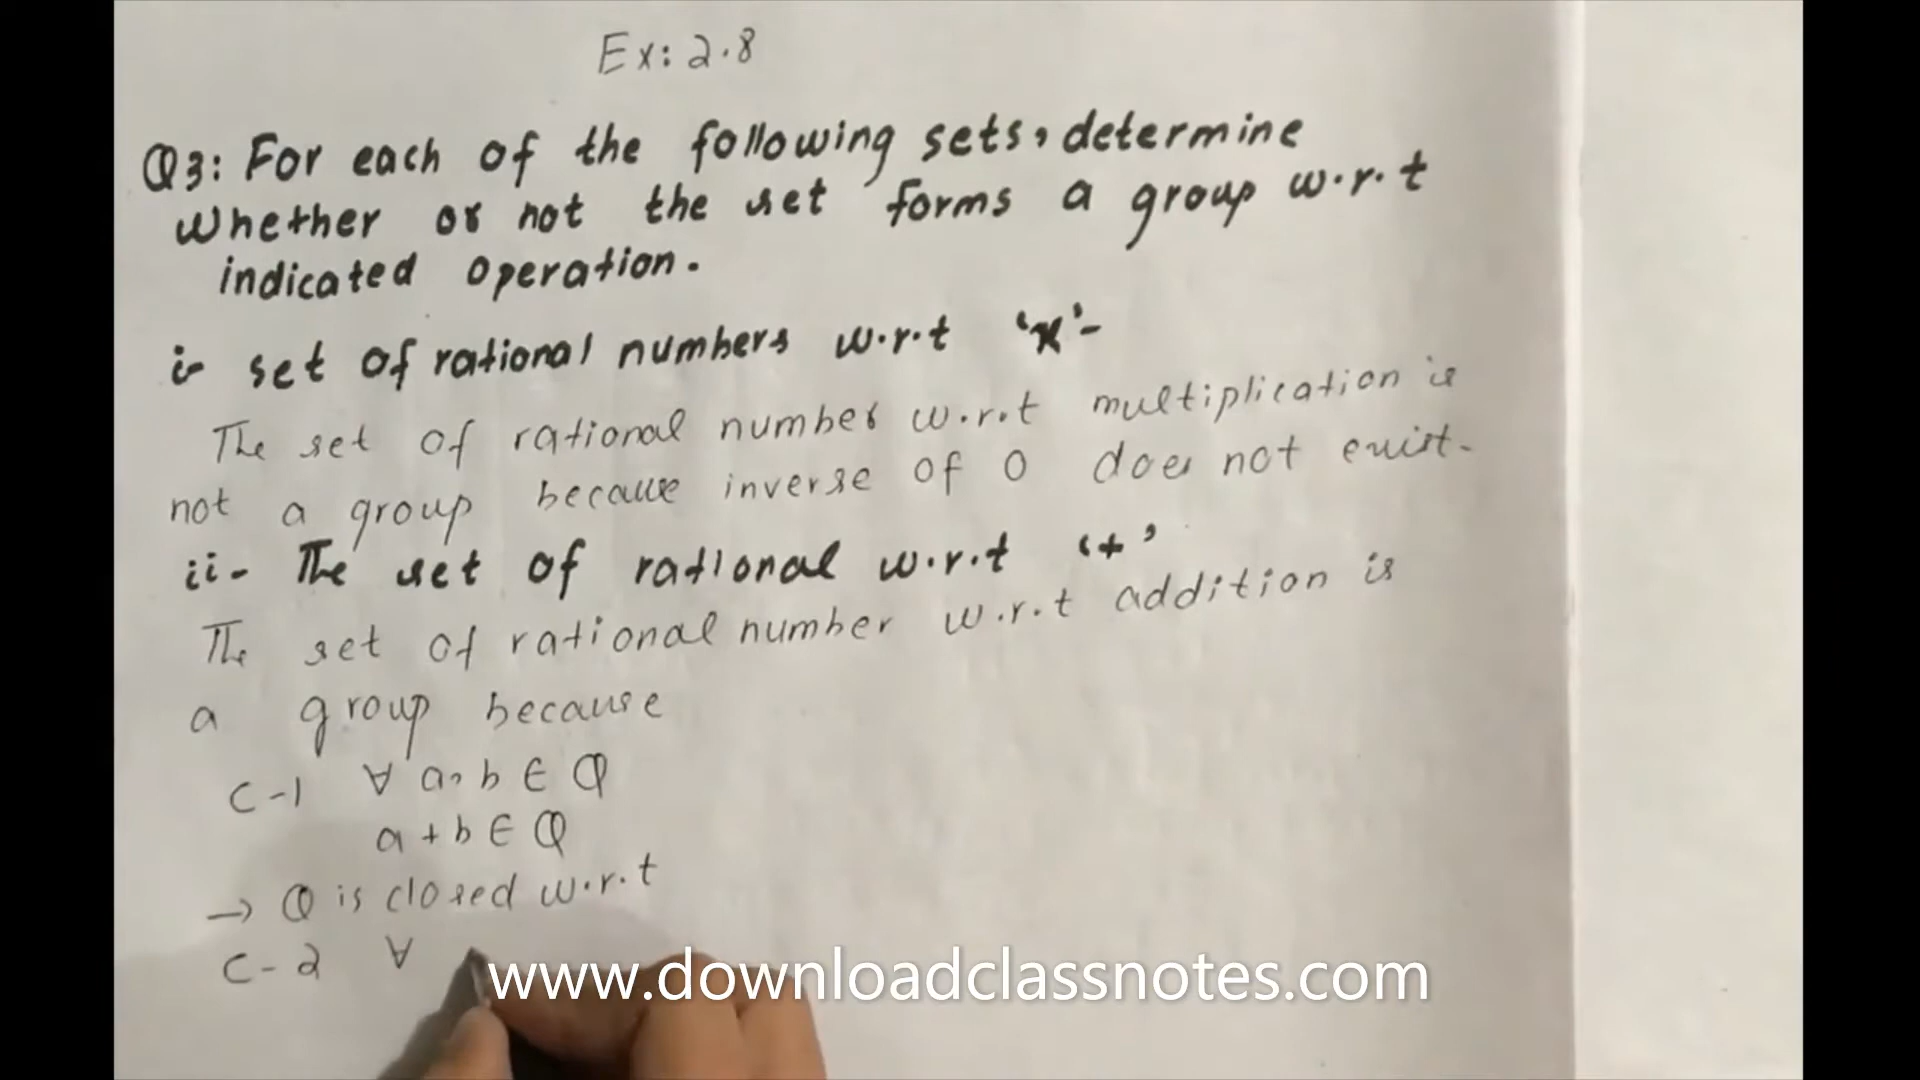 Ex: 2.8
Q3: For each of the following sets, determine
whether or not the set forms a group w.r.t
indicated operation.
i- set of rational numbers w.r.t 'x'-
The set of rational number w.r.t multiplication is
not a group because inverse of 0 does not exist.
ii- The set of rational w.r.t '+'
The set of rational number w.r.t addition is
a group because
C-1 ∀ a, b ∈ Q
a + b ∈ Q
→ Q is closed w.r.t
C-2 ∀
www.downloadclassnotes.com